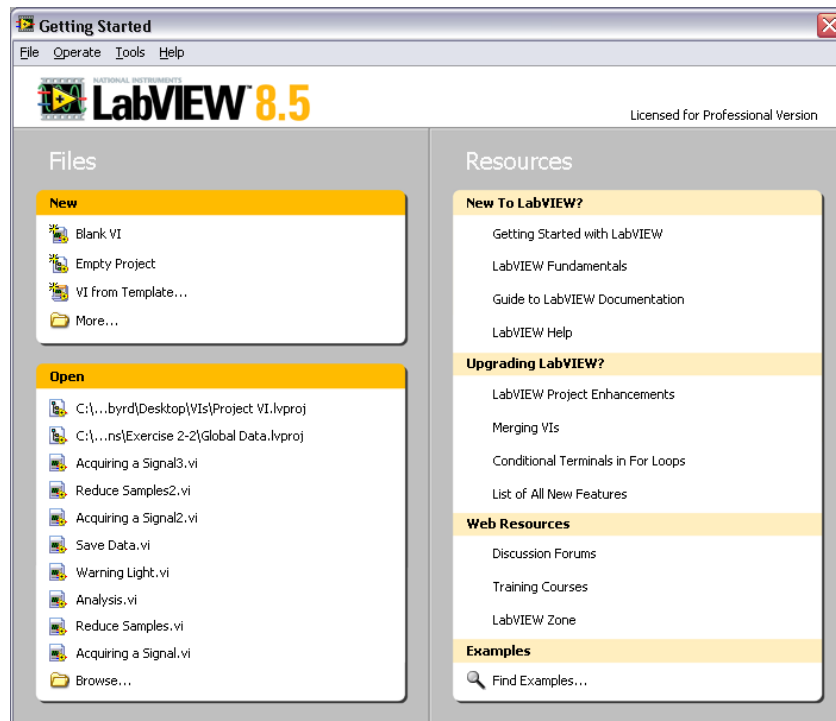 Getting Started
File Operate Tools Help
NATIONAL INSTRUMENTS
LabVIEW™ 8.5
Licensed for Professional Version
Files
New
Blank VI
Empty Project
VI from Template...
More...
Open
C:\...byrd\Desktop\VIs\Project VI.lvproj
C:\...ns\Exercise 2-2\Global Data.lvproj
Acquiring a Signal3.vi
Reduce Samples2.vi
Acquiring a Signal2.vi
Save Data.vi
Warning Light.vi
Analysis.vi
Reduce Samples.vi
Acquiring a Signal.vi
Browse...
Resources
New To LabVIEW?
Getting Started with LabVIEW
LabVIEW Fundamentals
Guide to LabVIEW Documentation
LabVIEW Help
Upgrading LabVIEW?
LabVIEW Project Enhancements
Merging VIs
Conditional Terminals in For Loops
List of All New Features
Web Resources
Discussion Forums
Training Courses
LabVIEW Zone
Examples
Find Examples...